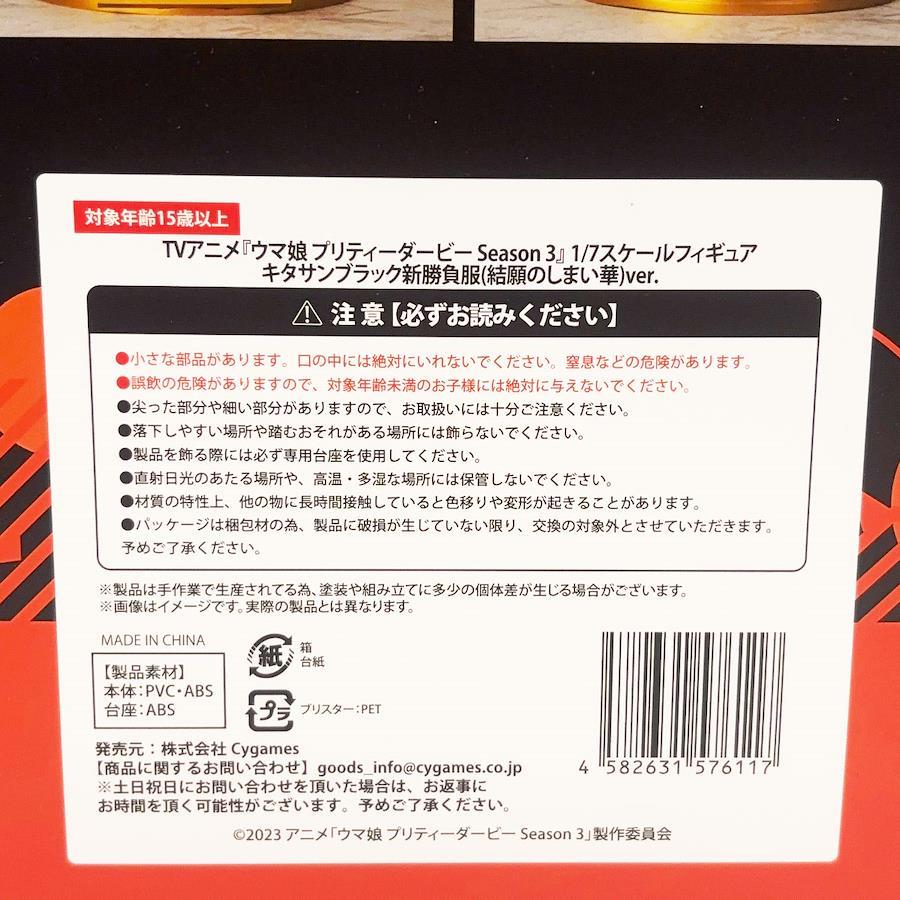 対象年齢15歳以上
TVアニメ『ウマ娘 プリティーダービー Season 3』 1/7スケールフィギュア
キタサンブラック新勝負服(結願のしまい華)ver.
⚠ 注意【必ずお読みください】
●小さな部品があります。口の中には絶対にいれないでください。窒息などの危険があります。
●誤飲の危険がありますので、対象年齢未満のお子様には絶対に与えないでください。
●尖った部分や細い部分がありますので、お取扱いには十分ご注意ください。
●落下しやすい場所や踏むおそれがある場所には飾らないでください。
●製品を飾る際には必ず専用台座を使用してください。
●直射日光のあたる場所や、高温・多湿な場所には保管しないでください。
●材質の特性上、他の物に長時間接触していると色移りや変形が起きることがあります。
●パッケージは梱包材の為、製品に破損が生じていない限り、交換の対象外とさせていただきます。
予めご了承ください。
※製品は手作業で生産されてる為、塗装や組み立てに多少の個体差が生じる場合がございます。
※画像はイメージです。実際の製品とは異なります。
MADE IN CHINA
【製品素材】
本体:PVC・ABS
台座:ABS
紙 箱
台紙
プラ ブリスター:PET
発売元:株式会社 Cygames
【商品に関するお問い合わせ】goods_info@cygames.co.jp
※土日祝日にお問い合わせを頂いた場合は、お返事に
お時間を頂く可能性がございます。予めご了承ください。
4 582631 576117
©2023 アニメ「ウマ娘 プリティーダービー Season 3」製作委員会